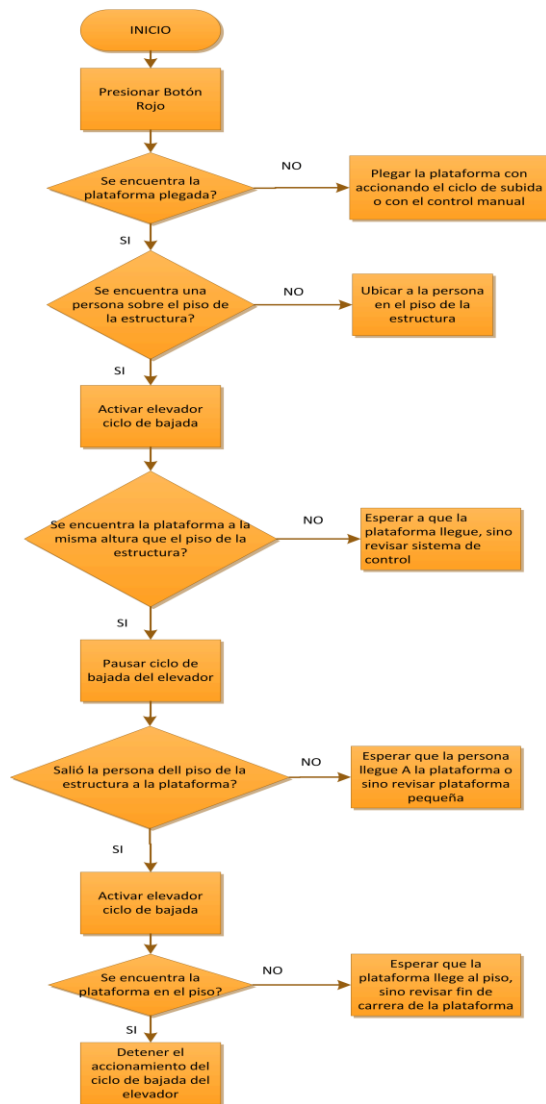 INICIO
Presionar Botón
Rojo
Se encuentra la
plataforma plegada?
NO
Plegar la plataforma con
accionando el ciclo de subida
o con el control manual
SI
Se encuentra una
persona sobre el piso de
la estructura?
NO
Ubicar a la persona
en el piso de la
estructura
SI
Activar elevador
ciclo de bajada
Se encuentra la plataforma a la
misma altura que el piso de la
estructura?
NO
Esperar a que la
plataforma llegue, sino
revisar sistema de
control
SI
Pausar ciclo de
bajada del elevador
Salió la persona dell piso de la
estructura a la plataforma?
NO
Esperar que la persona
llegue A la plataforma o
sino revisar plataforma
pequeña
SI
Activar elevador
ciclo de bajada
Se encuentra la
plataforma en el piso?
NO
Esperar que la
plataforma llege al piso,
sino revisar fin de
carrera de la plataforma
SI
Detener el
accionamiento del
ciclo de bajada del
elevador